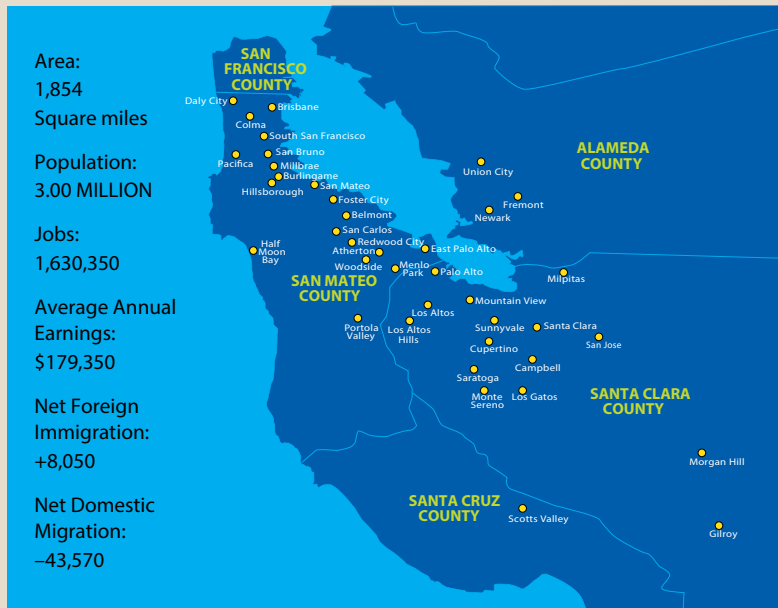 Area:
1,854
Square miles
Population:
3.00 MILLION
Jobs:
1,630,350
Average Annual
Earnings:
$179,350
Net Foreign
Immigration:
+8,050
Net Domestic
Migration:
–43,570
SAN
FRANCISCO
COUNTY
Daly City
Brisbane
Colma
South San Francisco
San Bruno
Pacifica
Millbrae
Burlingame
Hillsborough
San Mateo
Foster City
Belmont
San Carlos
Half
Moon
Bay
Redwood City
Atherton
Woodside
Menlo
Park
East Palo Alto
Palo Alto
SAN MATEO
COUNTY
Portola
Valley
Los Altos
Los Altos
Hills
Mountain View
Sunnyvale
Cupertino
Santa Clara
San Jose
Milpitas
Campbell
Saratoga
Monte
Sereno
Los Gatos
ALAMEDA
COUNTY
Union City
Fremont
Newark
SANTA CLARA
COUNTY
Morgan Hill
Gilroy
SANTA CRUZ
COUNTY
Scotts Valley